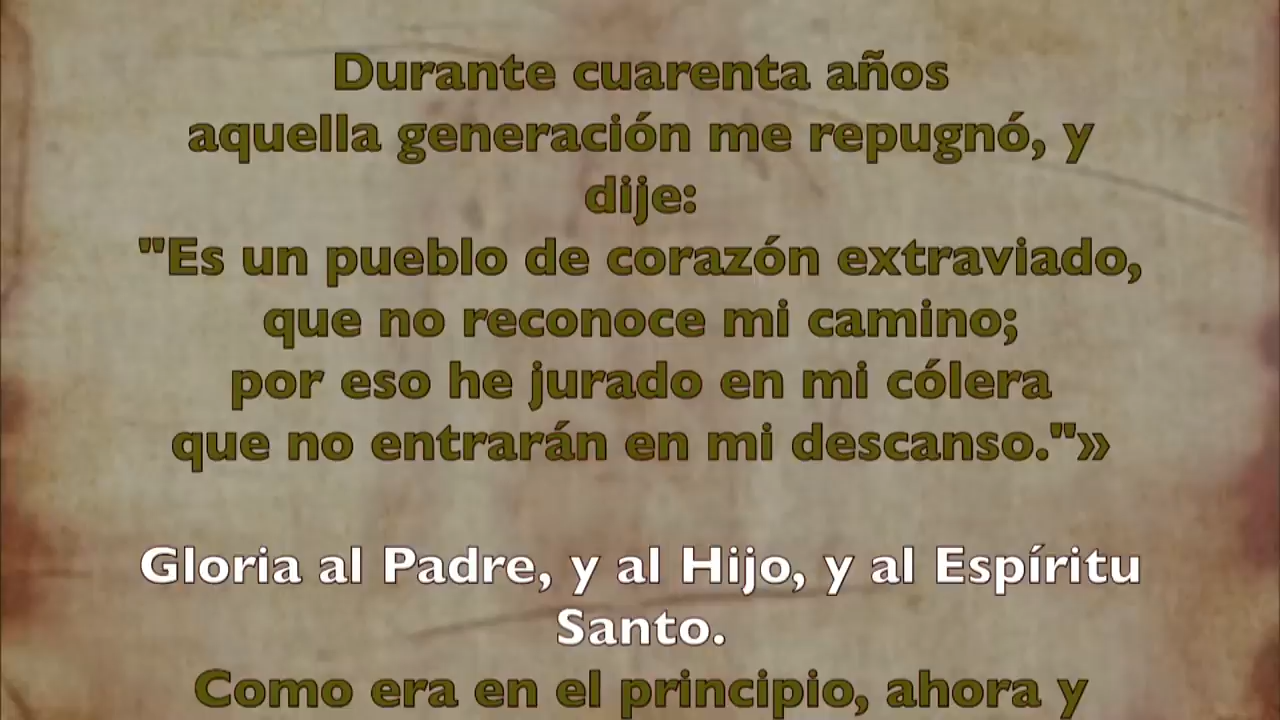 Durante cuarenta años
aquella generación me repugnó, y
dije:
"Es un pueblo de corazón extraviado,
que no reconoce mi camino;
por eso he jurado en mi cólera
que no entrarán en mi descanso."»
Gloria al Padre, y al Hijo, y al Espíritu
Santo.
Como era en el principio, ahora y